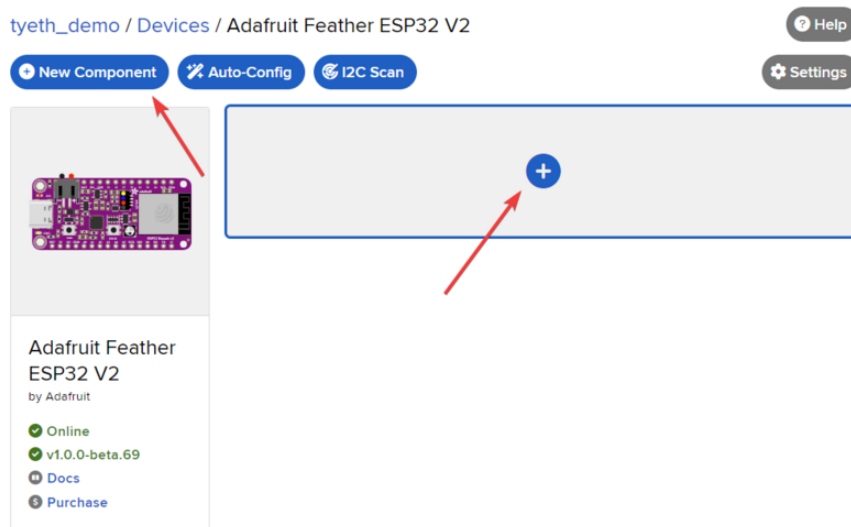 tyeth_demo / Devices / Adafruit Feather ESP32 V2
Help
New Component
Auto-Config
I2C Scan
Settings
Adafruit Feather
ESP32 V2
by Adafruit
Online
v1.0.0-beta.69
Docs
Purchase